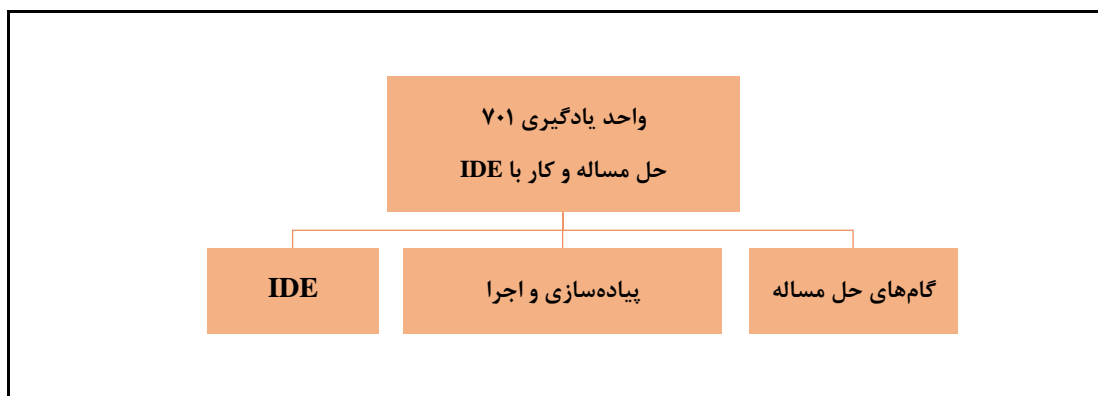 واحد یادگیری ۷۰۱
حل مساله و کار با IDE
گام‌های حل مساله
پیاده‌سازی و اجرا
IDE